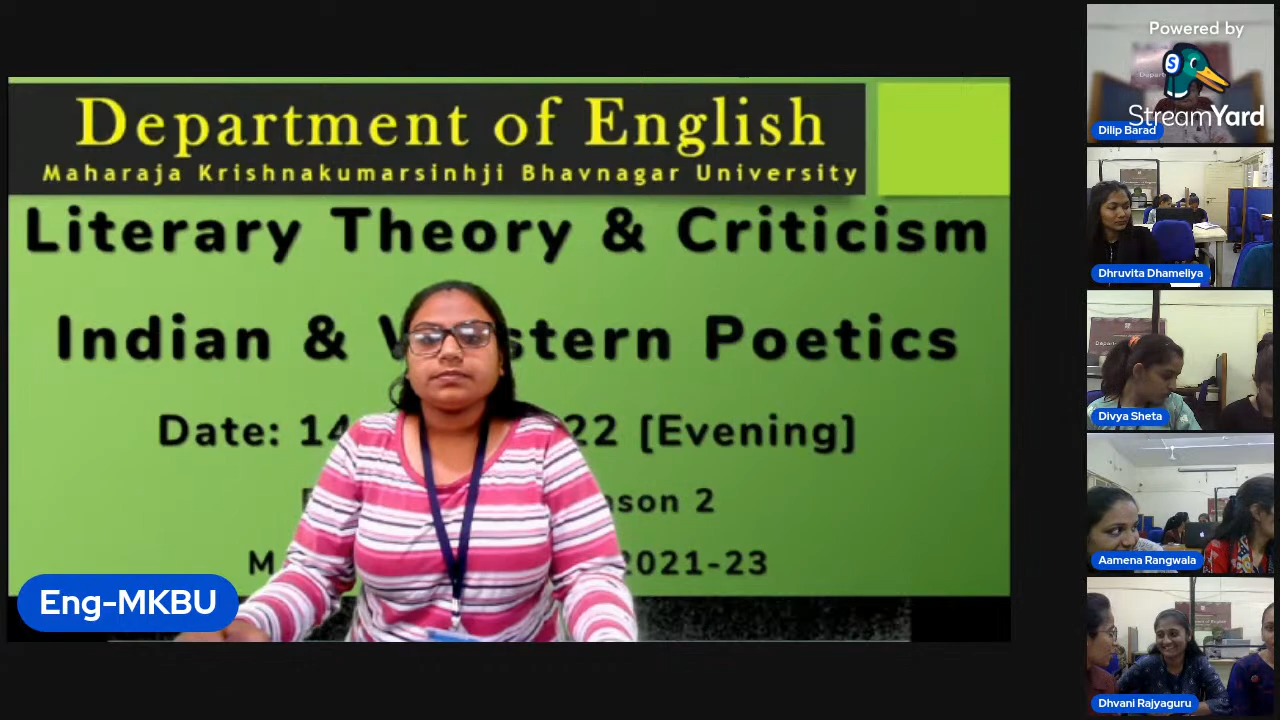 Department of English
Maharaja Krishnakumarsinhji Bhavnagar University
Literary Theory & Criticism
Indian & Western Poetics
Date: 14 22 [Evening]
son 2
M 2021-23
Eng-MKBU
Powered by
S
StreamYard
Dilip Barad
Dhruvita Dhameliya
Divya Sheta
Aamena Rangwala
Dhvani Rajyaguru